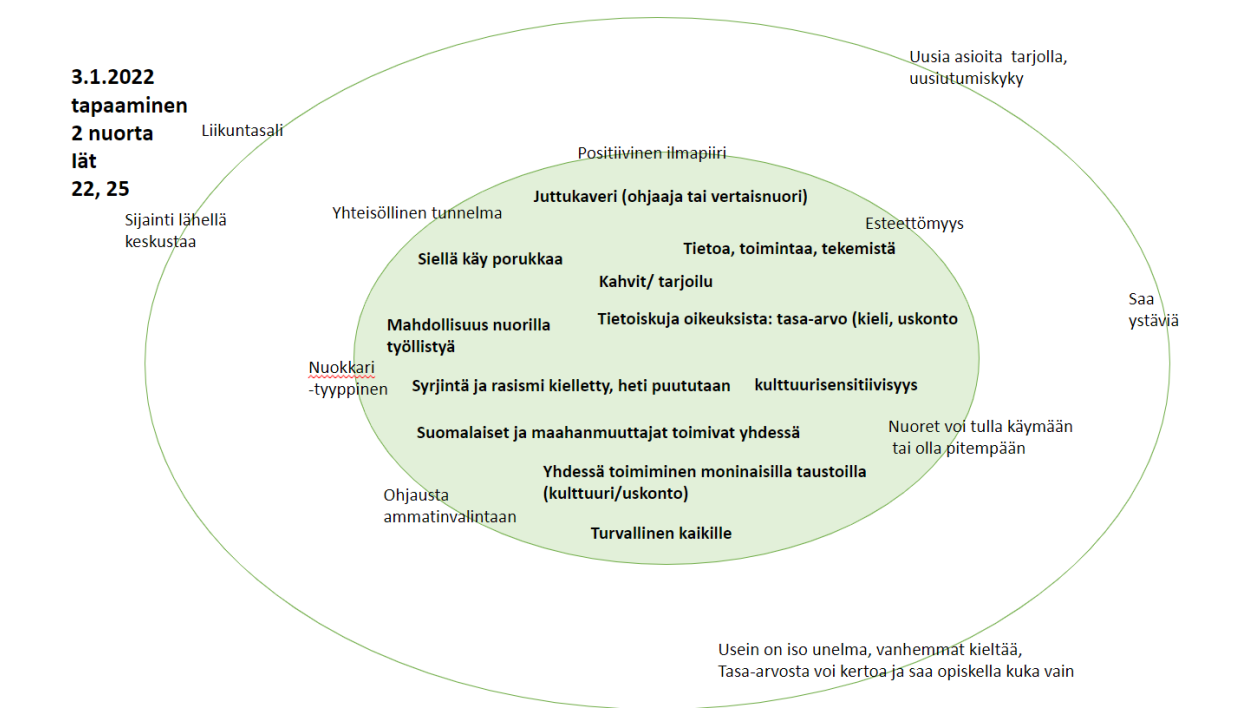 3.1.2022
tapaaminen
2 nuorta
Iät
22, 25
Liikuntasali
Sijainti lähellä
keskustaa
Uusia asioita  tarjolla,
uusiutumiskyky
Positiivinen ilmapiiri
Juttukaveri (ohjaaja tai vertaisnuori)
Yhteisöllinen tunnelma
Esteettömyys
Tietoa, toimintaa, tekemistä
Siellä käy porukkaa
Kahvit/ tarjoilu
Saa
ystäviä
Tietoiskuja oikeuksista: tasa-arvo (kieli, uskonto
Mahdollisuus nuorilla
työllistyä
Nuokkari
-tyyppinen
Syrjintä ja rasismi kielletty, heti puututaan
kulttuurisensitiivisyys
Suomalaiset ja maahanmuuttajat toimivat yhdessä
Nuoret voi tulla käymään
tai olla pitempään
Yhdessä toimiminen moninaisilla taustoilla
(kulttuuri/uskonto)
Ohjausta
ammatinvalintaan
Turvallinen kaikille
Usein on iso unelma, vanhemmat kieltää,
Tasa-arvosta voi kertoa ja saa opiskella kuka vain